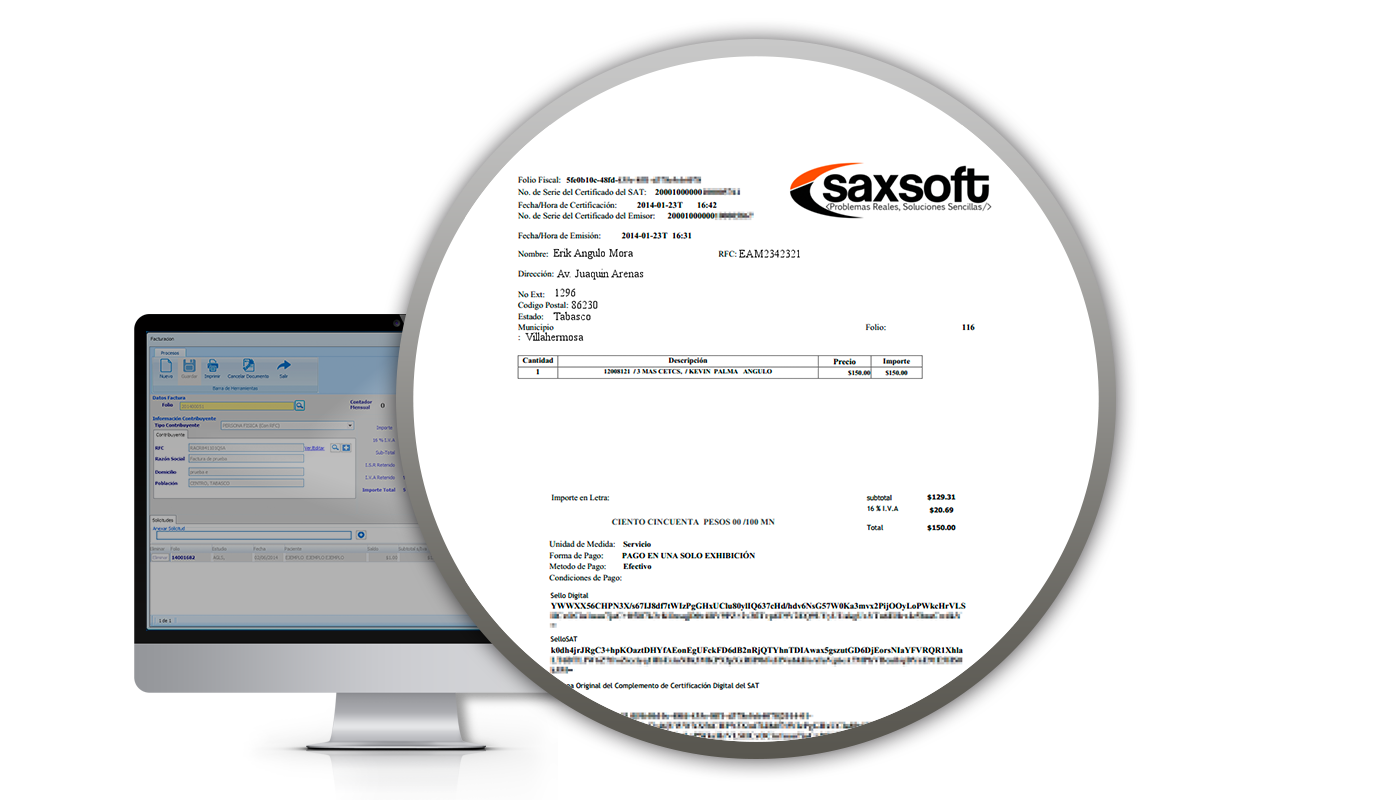 Facturacion
Procesos
Nuevo Guardar Imprimir Cancelar Documento Salir
Barra de Herramientas
Datos Factura
Folio
Contador Mensual 0
Información Contribuyente
Tipo Contribuyente PERSONA FISICA (Con RFC)
Importe
Contribuyente
16 % I.V.A
RFC
Ver/Editar
Sub-Total
Razón Social Factura de prueba
I.S.R Retenido
Domicilio prueba
I.V.A Retenido
Población CENTRO, TABASCO
Importe Total
Solicitudes
Anexar Solicitud
Folio Estudio Fecha Paciente Saldo
14001682 EJEMPLO EJEMPLO EJEMPLO
1 de 1
saxsoft
<Problemas Reales, Soluciones Sencillas/>
Folio Fiscal: 5fe0b10c-48fd-
No. de Serie del Certificado del SAT: 20001000000
Fecha/Hora de Certificación: 2014-01-23T 16:42
No. de Serie del Certificado del Emisor: 20001000000
Fecha/Hora de Emisión: 2014-01-23T 16:31
Nombre: Erik Angulo Mora RFC: EAM2342321
Dirección: Av. Juaquin Arenas
No Ext: 1296
Codigo Postal: 86230
Estado: Tabasco
Municipio Folio: 116
: Villahermosa
Cantidad Descripción Precio Importe
1 12008121 / 3 MAS CETCS, / KEVIN PALMA ANGULO $150.00 $150.00
Importe en Letra: subtotal $129.31
16 % I.V.A $20.69
CIENTO CINCUENTA PESOS 00 /100 MN
Total $150.00
Unidad de Medida: Servicio
Forma de Pago: PAGO EN UNA SOLO EXHIBICIÓN
Metodo de Pago: Efectivo
Condiciones de Pago:
Sello Digital
YWWXX56CHPN3X/s67IJ8df7tWIzPgGHxUClu80ylIQ637cHd/hdv6NsG57W0Ka3mvx2PijOOyLoPWkcHrVLS
SelloSAT
k0dh4jrJRgC3+hpKOaztDHYfAEonEgUFckFD6dB2nRjQTYhnTDIAwax5gszutGD6DjEorsNIaYFVRQR1Xhla
Original del Complemento de Certificación Digital del SAT